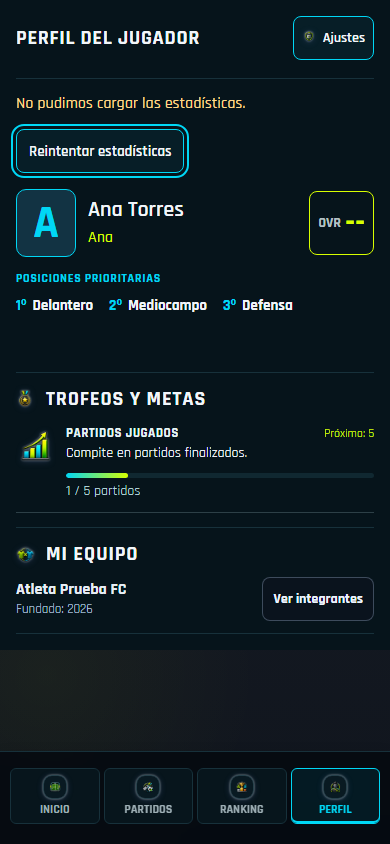 PERFIL DEL JUGADOR
Ajustes
No pudimos cargar las estadísticas.
Reintentar estadísticas
A
Ana Torres
Ana
OVR --
POSICIONES PRIORITARIAS
1º Delantero 2º Mediocampo 3º Defensa
TROFEOS Y METAS
PARTIDOS JUGADOS
Próximo: 5
Compite en partidos finalizados.
1 / 5 partidos
MI EQUIPO
Atleta Prueba FC
Fundado: 2026
Ver integrantes
INICIO
PARTIDOS
RANKING
PERFIL